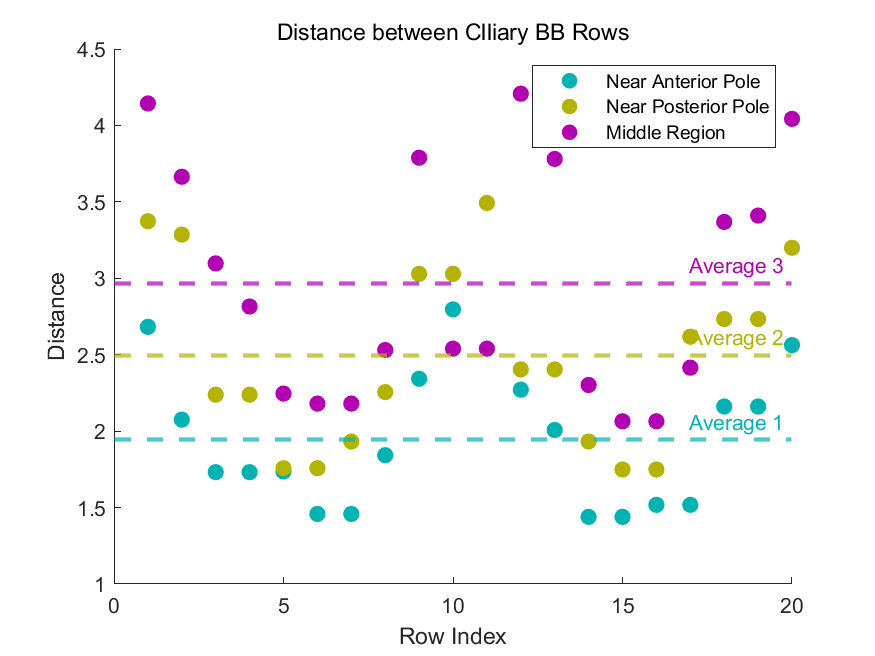 Distance between CIliary BB Rows
Near Anterior Pole
Near Posterior Pole
Middle Region
4.5
4
3.5
3
2.5
2
1.5
1
Distance
Average 3
Average 2
Average 1
0
5
10
15
20
Row Index